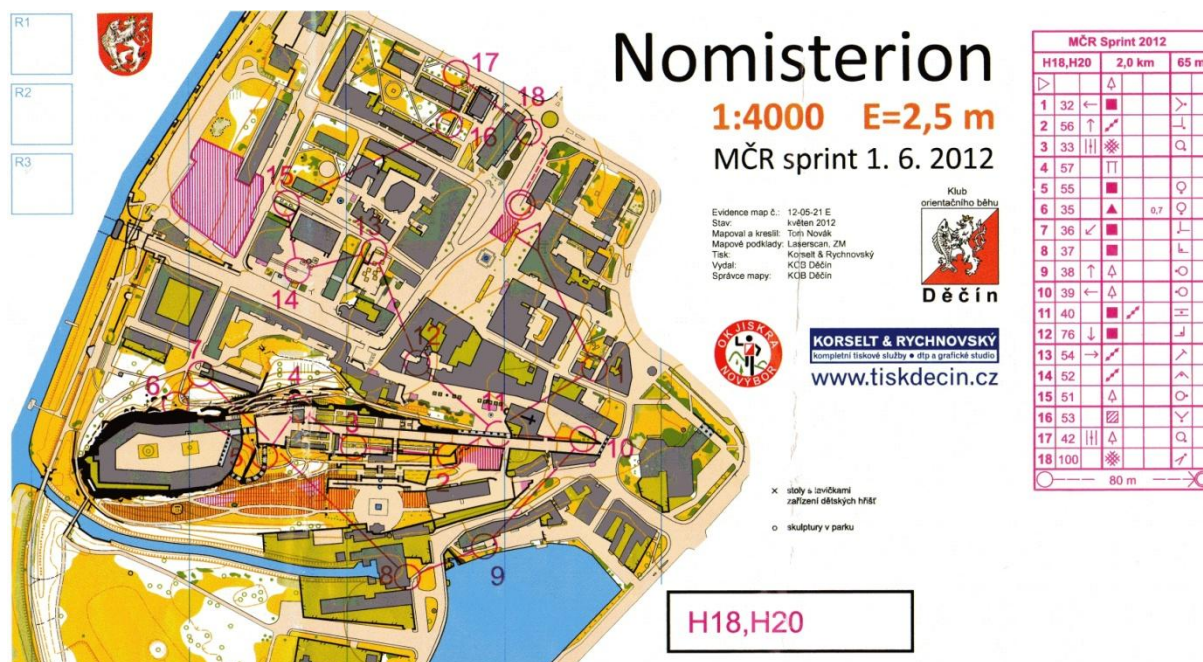 R1
R2
R3
Nomisterion
1:4000 E=2,5 m
MČR sprint 1. 6. 2012
Evidence map č.: 12-05-21 E
Stav: květen 2012
Mapoval a kreslil: Tom Novák
Mapové podklady: Laserscan, ZM
Tisk: Korselt & Rychnovský
Vydal: KOB Děčín
Správce mapy: KOB Děčín
Klub
orientačního běhu
Děčín
OK JISKRA
NOVÝ BOR
KORSELT & RYCHNOVSKÝ
kompletní tiskové služby • dtp a grafické studio
www.tiskdecin.cz
× stoly s lavičkami
zařízení dětských hřišť
o skulptury v parku
H18,H20
MČR Sprint 2012
H18,H20 2,0 km 65 m
1 32
2 56
3 33
4 57
5 55
6 35 0,7
7 36
8 37
9 38
10 39
11 40
12 76
13 54
14 52
15 51
16 53
17 42
18 100
80 m
17
18
16
15
13
14
12
1
7
6
4
11
10
3
5
2
8
9